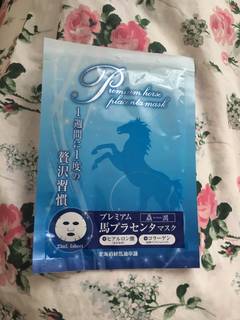 Premium horse
placenta mask
1週間に1度の
贅沢習慣
プレミアム
馬プラセンタマスク
+ヒアルロン酸
+コラーゲン
23ml 1sheet